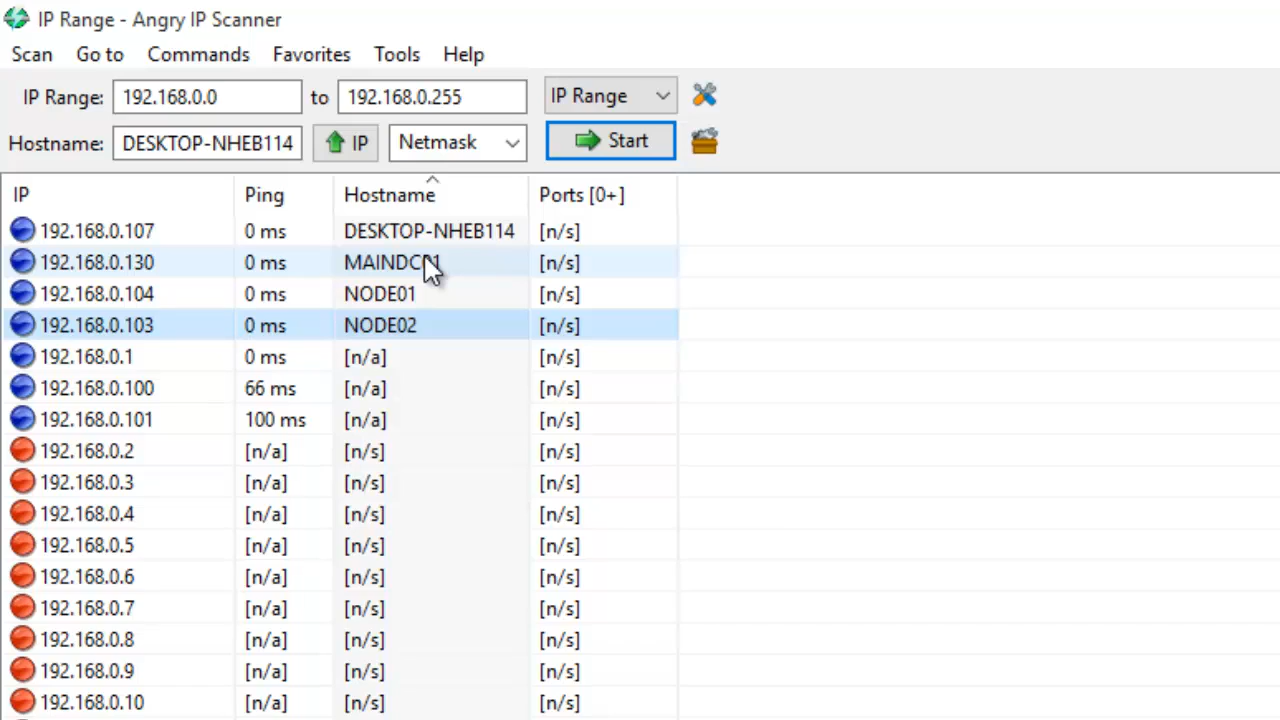 IP Range - Angry IP Scanner
Scan Go to Commands Favorites Tools Help
IP Range: 192.168.0.0 to 192.168.0.255 IP Range
Hostname: DESKTOP-NHEB114 IP Netmask Start
IP Ping Hostname Ports [0+]
192.168.0.107 0 ms DESKTOP-NHEB114 [n/s]
192.168.0.130 0 ms [n/s]
192.168.0.104 0 ms NODE01 [n/s]
192.168.0.103 0 ms NODE02 [n/s]
192.168.0.1 0 ms [n/a] [n/s]
192.168.0.100 66 ms [n/a] [n/s]
192.168.0.101 100 ms [n/a] [n/s]
192.168.0.2 [n/a] [n/s] [n/s]
192.168.0.3 [n/a] [n/s] [n/s]
192.168.0.4 [n/a] [n/s] [n/s]
192.168.0.5 [n/a] [n/s] [n/s]
192.168.0.6 [n/a] [n/s] [n/s]
192.168.0.7 [n/a] [n/s] [n/s]
192.168.0.8 [n/a] [n/s] [n/s]
192.168.0.9 [n/a] [n/s] [n/s]
192.168.0.10 [n/a] [n/s] [n/s]